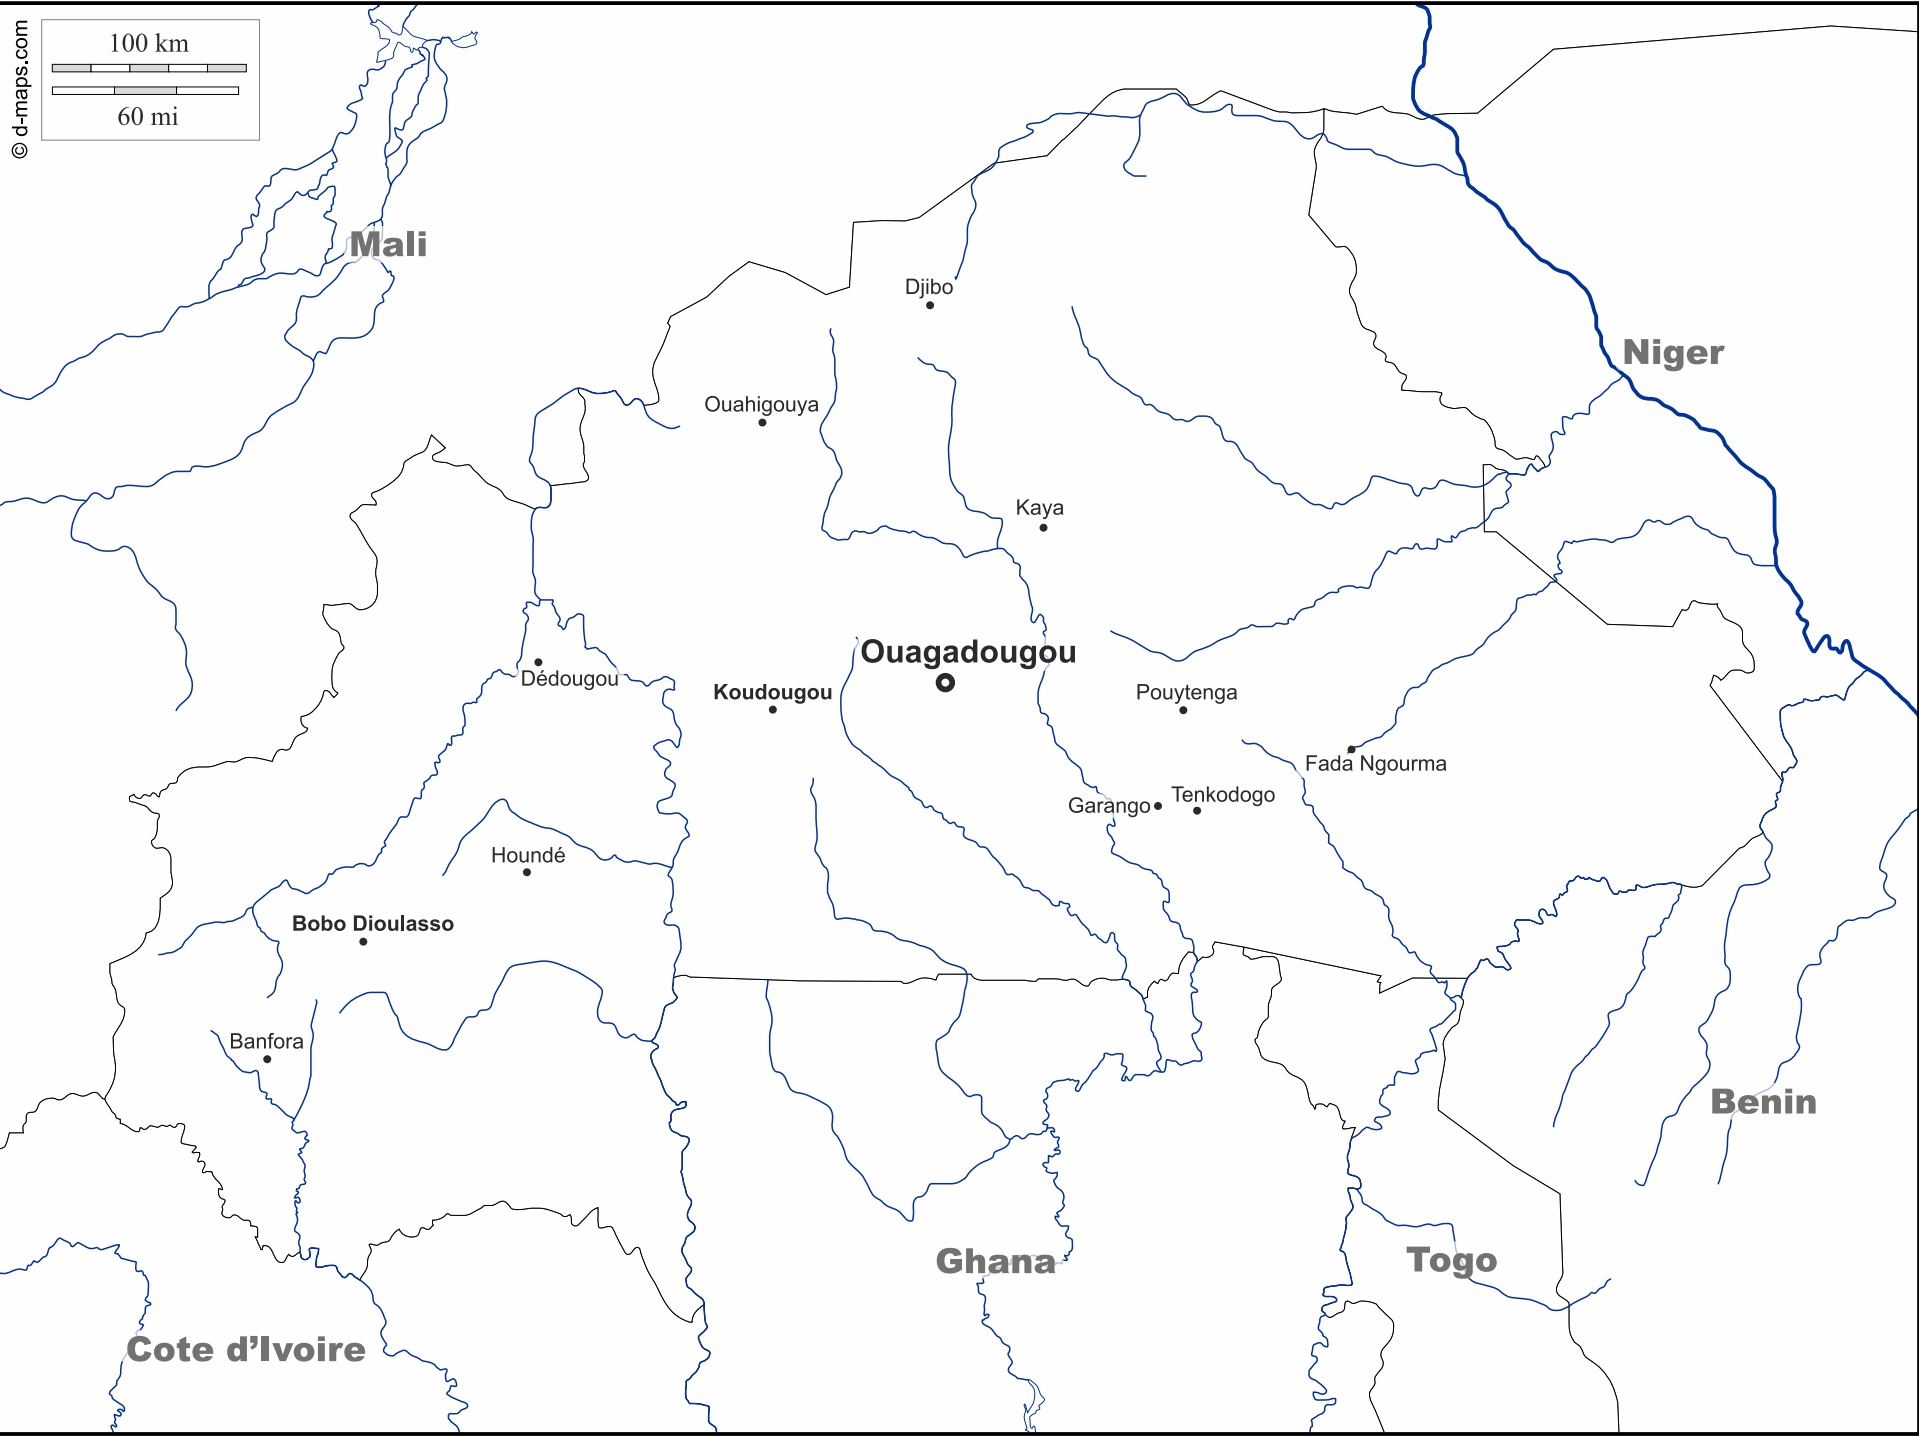 © d-maps.com
100 km
60 mi
Mali
Djibo
Niger
Ouahigouya
Kaya
Ouagadougou
Dédougou
Koudougou
Pouytenga
Fada Ngourma
Garango
Tenkodogo
Houndé
Bobo Dioulasso
Banfora
Benin
Ghana
Togo
Cote d’Ivoire